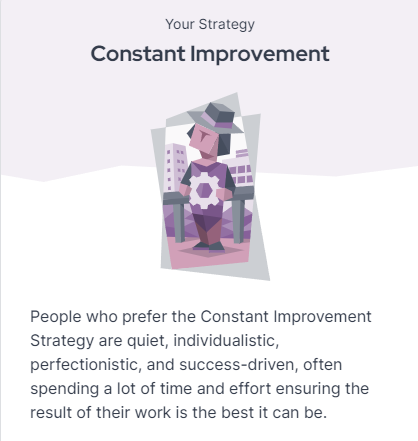 Your Strategy
Constant Improvement
People who prefer the Constant Improvement
Strategy are quiet, individualistic,
perfectionistic, and success-driven, often
spending a lot of time and effort ensuring the
result of their work is the best it can be.